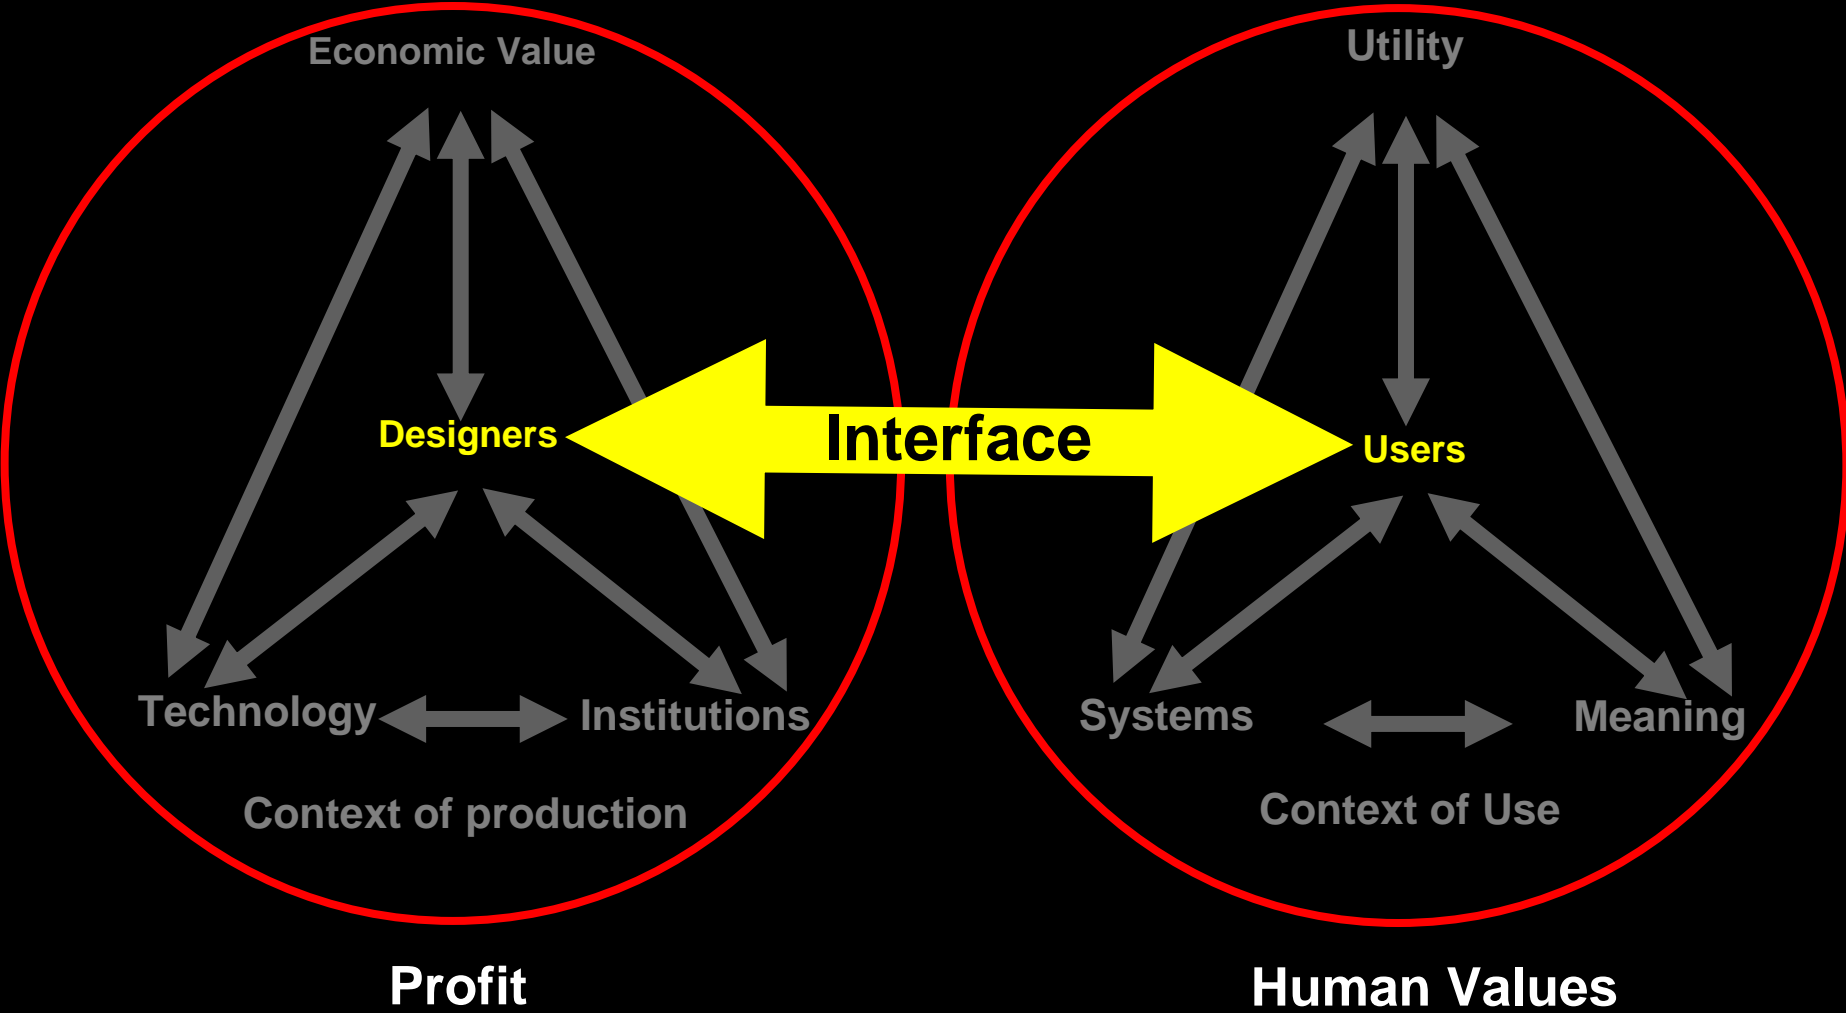 Economic Value
Utility
Designers
Interface
Users
Technology
Institutions
Systems
Meaning
Context of production
Context of Use
Profit
Human Values